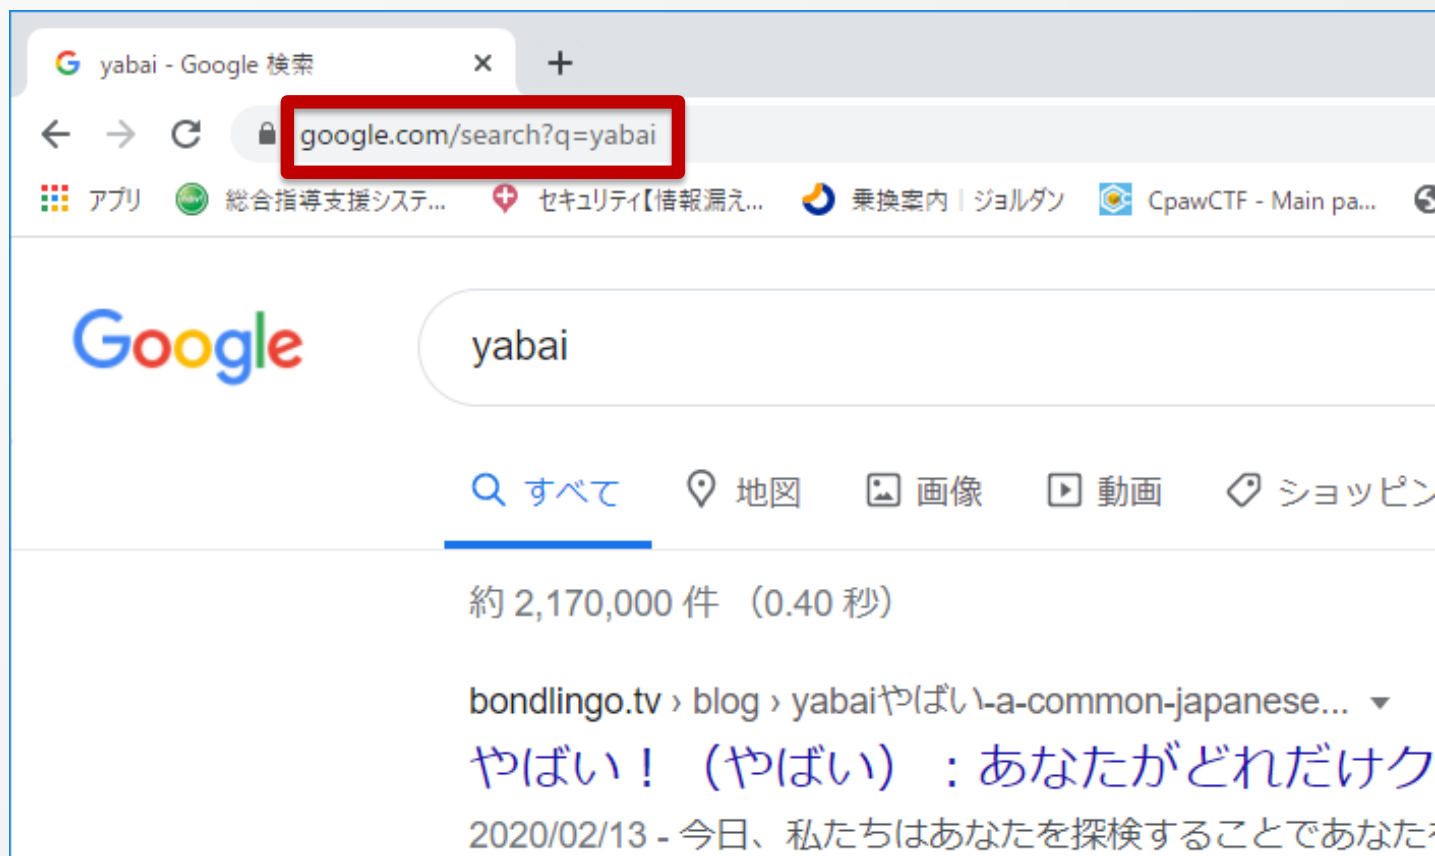 yabai - Google 検索
google.com/search?q=yabai
アプリ 総合指導支援システ... セキュリティ【情報漏え... 乗換案内｜ジョルダン CpawCTF - Main pa...
Google yabai
すべて 地図 画像 動画 ショッピン
約 2,170,000 件 （0.40 秒）
bondlingo.tv › blog › yabaiやばい-a-common-japanese...
やばい！（やばい）：あなたがどれだけク
2020/02/13 - 今日、私たちはあなたを探検することであなた